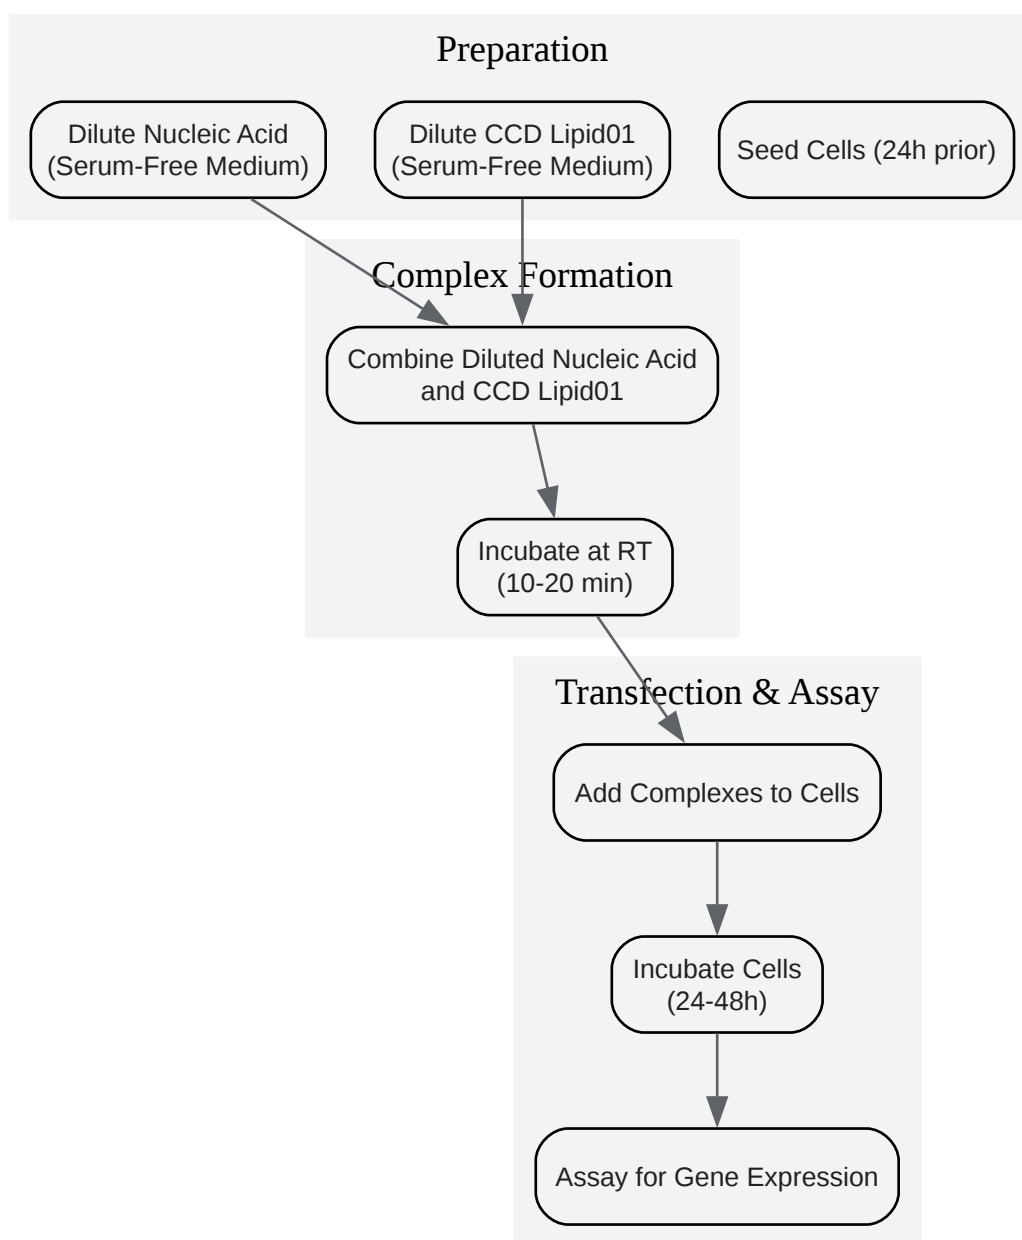 Preparation
Dilute Nucleic Acid
(Serum-Free Medium)
Dilute CCD Lipid01
(Serum-Free Medium)
Seed Cells (24h prior)
Complex Formation
Combine Diluted Nucleic Acid
and CCD Lipid01
Incubate at RT
(10-20 min)
Transfection & Assay
Add Complexes to Cells
Incubate Cells
(24-48h)
Assay for Gene Expression